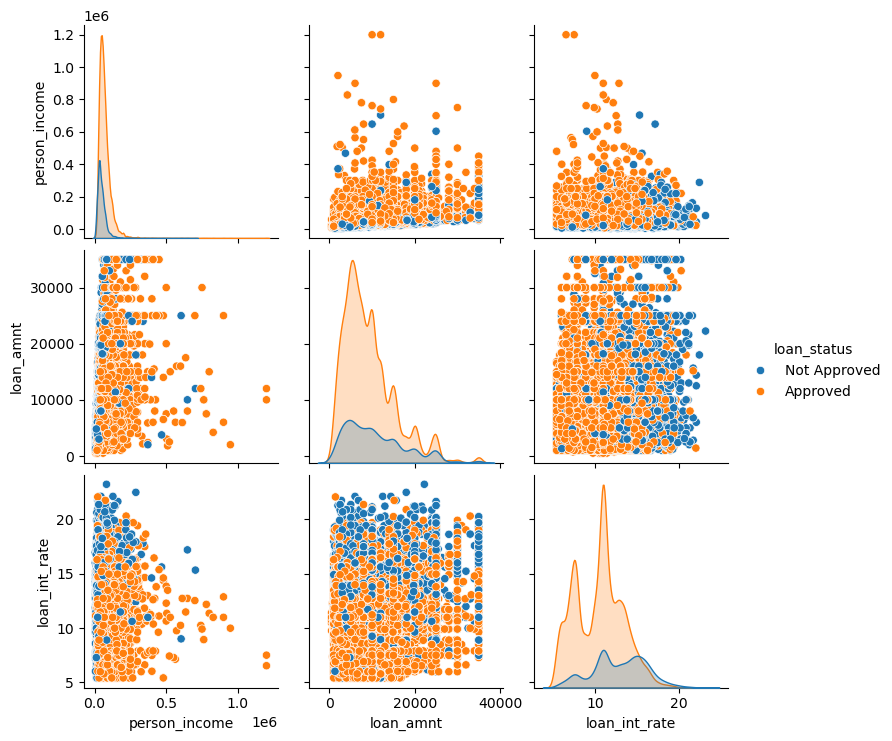 1e6
1.2
1.0
0.8
0.6
0.4
0.2
0.0
person_income
30000
20000
10000
0
loan_amnt
loan_status
Not Approved
Approved
20
15
10
5
loan_int_rate
0.0 0.5 1.0
1e6
person_income
0 20000 40000
loan_amnt
10 20
loan_int_rate